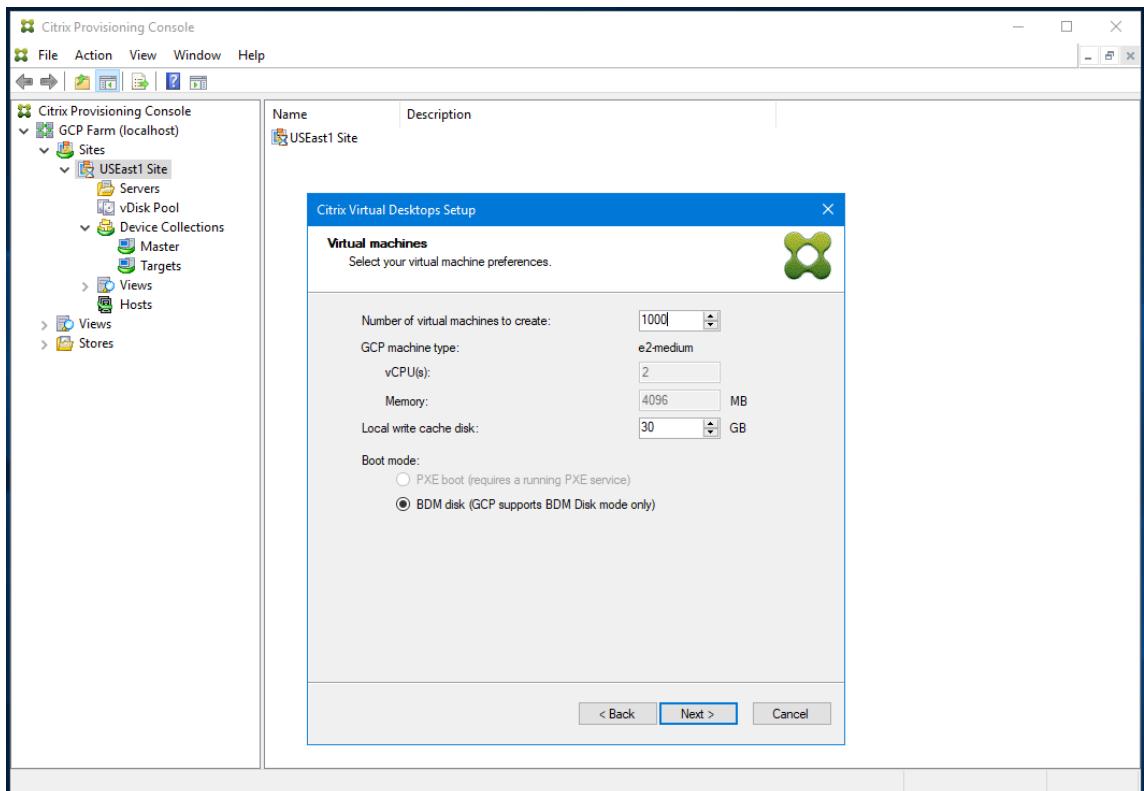 Citrix Provisioning Console
File Action View Window Help
Citrix Provisioning Console
GCP Farm (localhost)
Sites
USEast1 Site
Servers
vDisk Pool
Device Collections
Master
Targets
Views
Hosts
Views
Stores
Name Description
USEast1 Site
Citrix Virtual Desktops Setup
Virtual machines
Select your virtual machine preferences.
Number of virtual machines to create: 1000
GCP machine type: e2-medium
vCPU(s): 2
Memory: 4096 MB
Local write cache disk: 30 GB
Boot mode:
PXE boot (requires a running PXE service)
BDM disk (GCP supports BDM Disk mode only)
< Back Next > Cancel